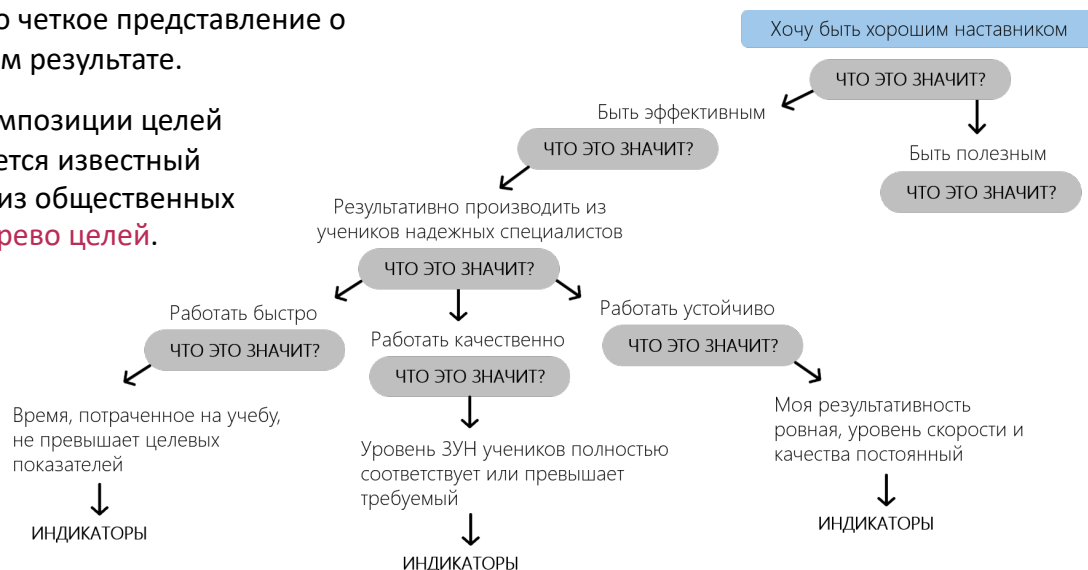 о четкое представление о
м результате.
мпозиции целей
ется известный
из общественных
рево целей.
Хочу быть хорошим наставником
ЧТО ЭТО ЗНАЧИТ?
Быть эффективным
ЧТО ЭТО ЗНАЧИТ?
Быть полезным
ЧТО ЭТО ЗНАЧИТ?
Результативно производить из
учеников надежных специалистов
ЧТО ЭТО ЗНАЧИТ?
Работать быстро
ЧТО ЭТО ЗНАЧИТ?
Работать качественно
ЧТО ЭТО ЗНАЧИТ?
Работать устойчиво
ЧТО ЭТО ЗНАЧИТ?
Время, потраченное на учебу,
не превышает целевых
показателей
ИНДИКАТОРЫ
Уровень ЗУН учеников полностью
соответствует или превышает
требуемый
ИНДИКАТОРЫ
Моя результативность
ровная, уровень скорости и
качества постоянный
ИНДИКАТОРЫ